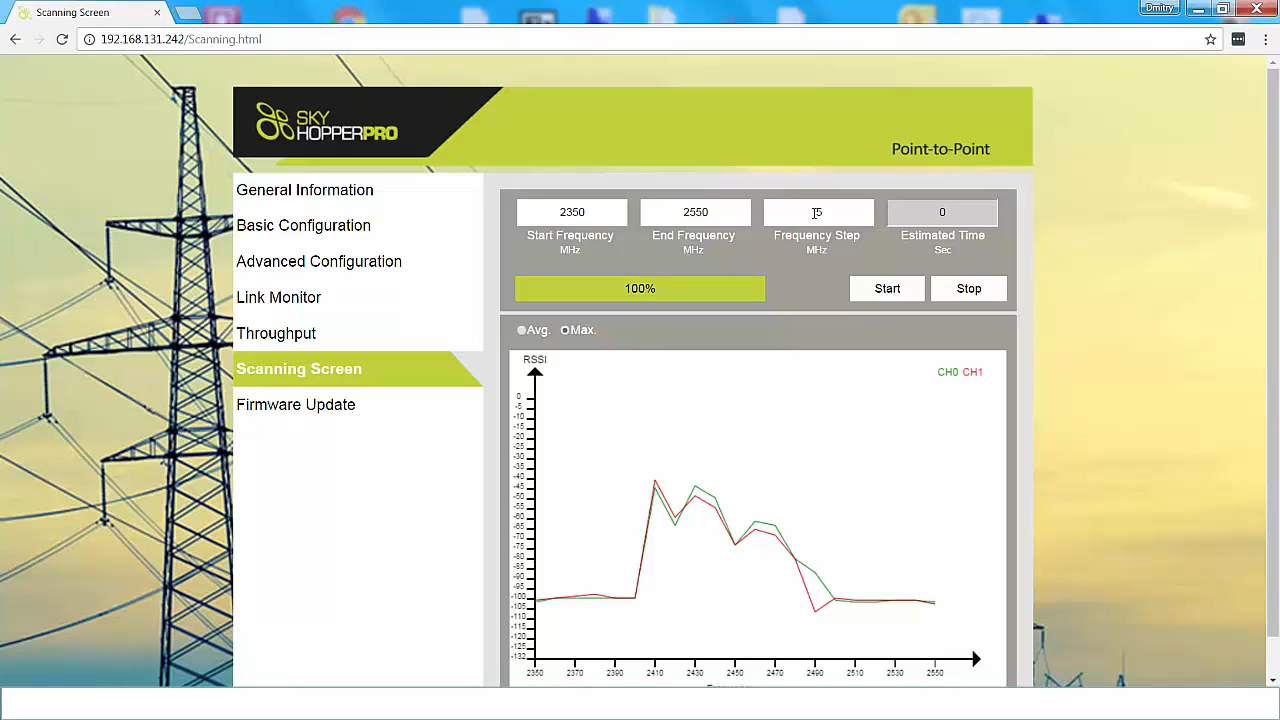 Screening Screen
Dmitry
192.168.131.242/Scanning.html
SKY
HOPPERPRO
Point-to-Point
General Information
Basic Configuration
Advanced Configuration
Link Monitor
Throughput
Scanning Screen
Firmware Update
2350 2550 5 0
Start Frequency End Frequency Frequency Step Estimated Time
MHz MHz MHz Sec
100% Start Stop
Avg. Max.
RSSI
CH0 CH1
0
-5
-10
-15
-20
-25
-30
-35
-40
-45
-50
-55
-60
-65
-70
-75
-80
-85
-90
-95
-100
-105
-110
-115
-120
-125
-132
2350 2370 2390 2410 2430 2450 2470 2490 2510 2530 2550